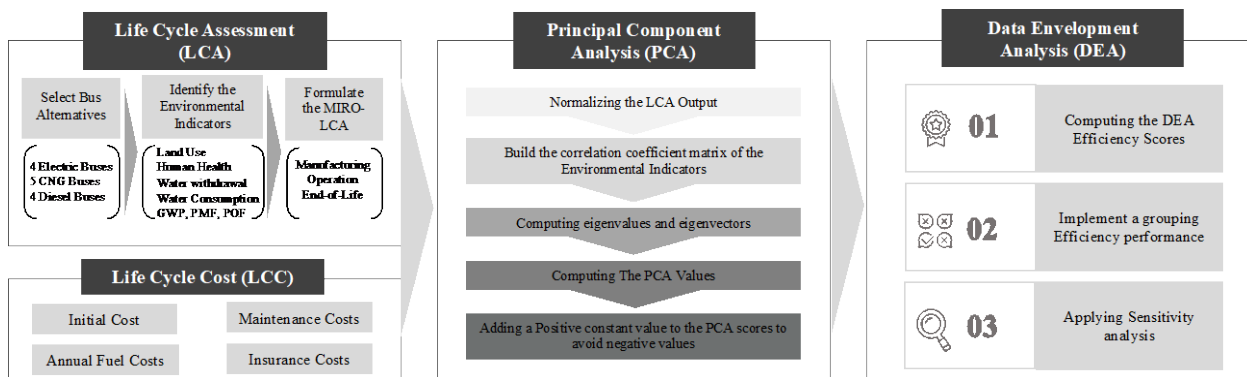 Life Cycle Assessment
(LCA)
Select Bus
Alternatives
Identify the
Environmental
Indicators
Formulate
the MIRO-
LCA
4 Electric Buses
5 CNG Buses
4 Diesel Buses
Land Use
Human Health
Water withdrawal
Water Consumption
GWP, PMF, POF
Manufacturing
Operation
End-of-Life
Life Cycle Cost (LCC)
Initial Cost
Maintenance Costs
Annual Fuel Costs
Insurance Costs
Principal Component
Analysis (PCA)
Normalizing the LCA Output
Build the correlation coefficient matrix of the
Environmental Indicators
Computing eigenvalues and eigenvectors
Computing The PCA Values
Adding a Positive constant value to the PCA scores to
avoid negative values
Data Envelopment
Analysis (DEA)
01
Computing the DEA
Efficiency Scores
02
Implement a grouping
Efficiency performance
03
Applying Sensitivity
analysis